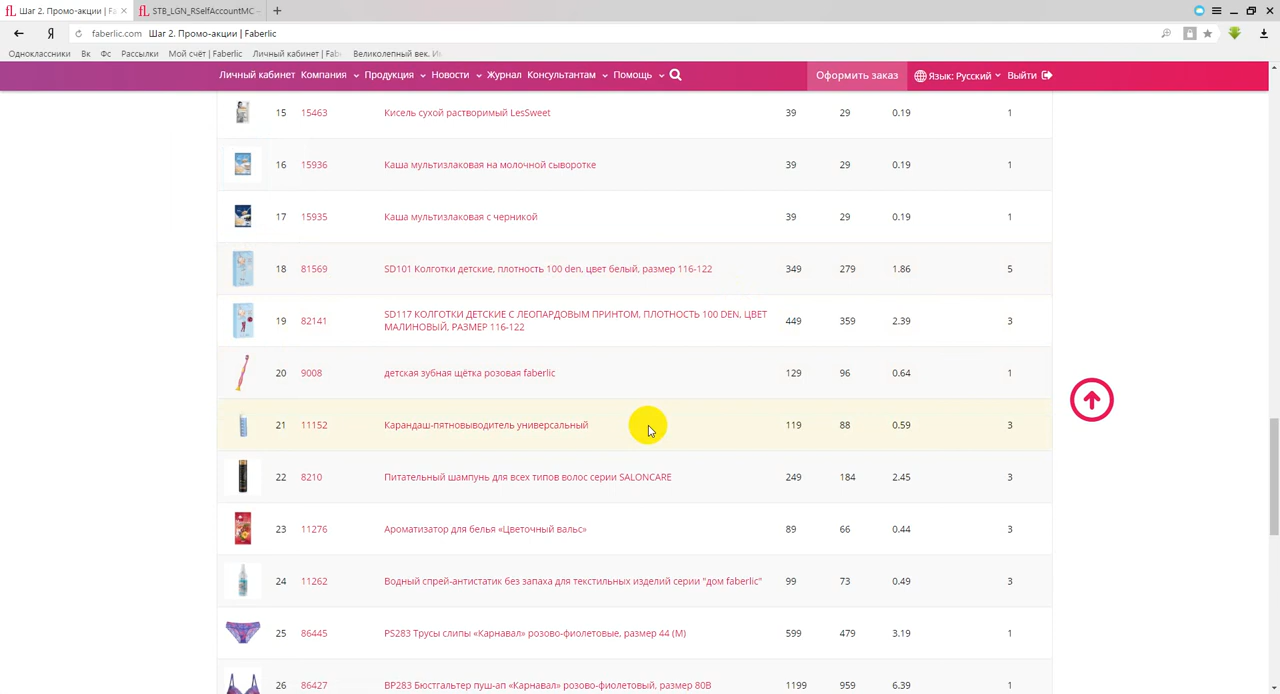 Шаг 2. Промо-акции | Fa
STB_LGN_RSelfAccountMC –
faberlic.com Шаг 2. Промо-акции | Faberlic
Одноклассники Вк Фс Рассылки Мой счёт | Faberlic Личный кабинет | Fab Великолепный век. И
Личный кабинет Компания Продукция Новости Журнал Консультантам Помощь Оформить заказ Язык: Русский Выйти
15 15463 Кисель сухой растворимый LesSweet 39 29 0.19 1
16 15936 Каша мультизлаковая на молочной сыворотке 39 29 0.19 1
17 15935 Каша мультизлаковая с черникой 39 29 0.19 1
18 81569 SD101 Колготки детские, плотность 100 den, цвет белый, размер 116-122 349 279 1.86 5
19 82141 SD117 КОЛГОТКИ ДЕТСКИЕ С ЛЕОПАРДОВЫМ ПРИНТОМ, ПЛОТНОСТЬ 100 DEN, ЦВЕТ
МАЛИНОВЫЙ, РАЗМЕР 116-122 449 359 2.39 3
20 9008 детская зубная щётка розовая faberlic 129 96 0.64 1
21 11152 Карандаш-пятновыводитель универсальный 119 88 0.59 3
22 8210 Питательный шампунь для всех типов волос серии SALONCARE 249 184 2.45 3
23 11276 Ароматизатор для белья «Цветочный вальс» 89 66 0.44 3
24 11262 Водный спрей-антистатик без запаха для текстильных изделий серии "дом faberlic" 99 73 0.49 3
25 86445 PS283 Трусы слипы «Карнавал» розово-фиолетовые, размер 44 (M) 599 479 3.19 1
26 86427 BP283 Бюстгальтер пуш-ап «Карнавал» розово-фиолетовый, размер 80B 1199 959 6.39 1